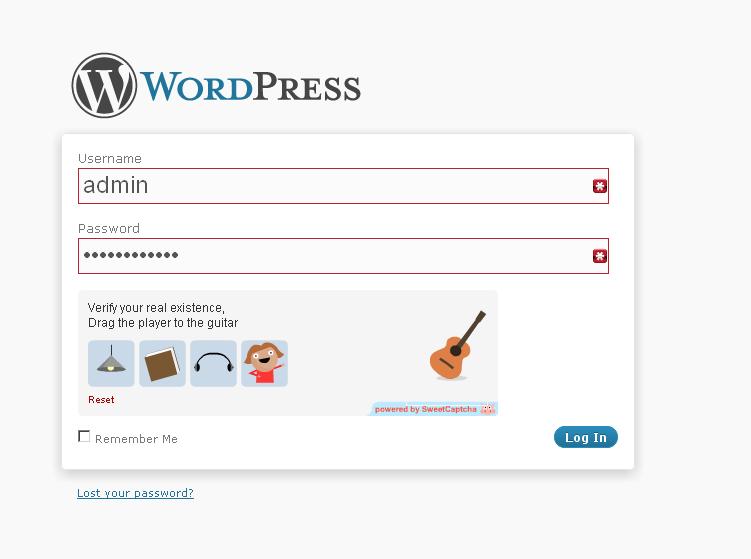 WORDPRESS
Username
admin
Password
Verify your real existence,
Drag the player to the guitar
Reset
powered by SweetCaptcha
Remember Me
Log In
Lost your password?